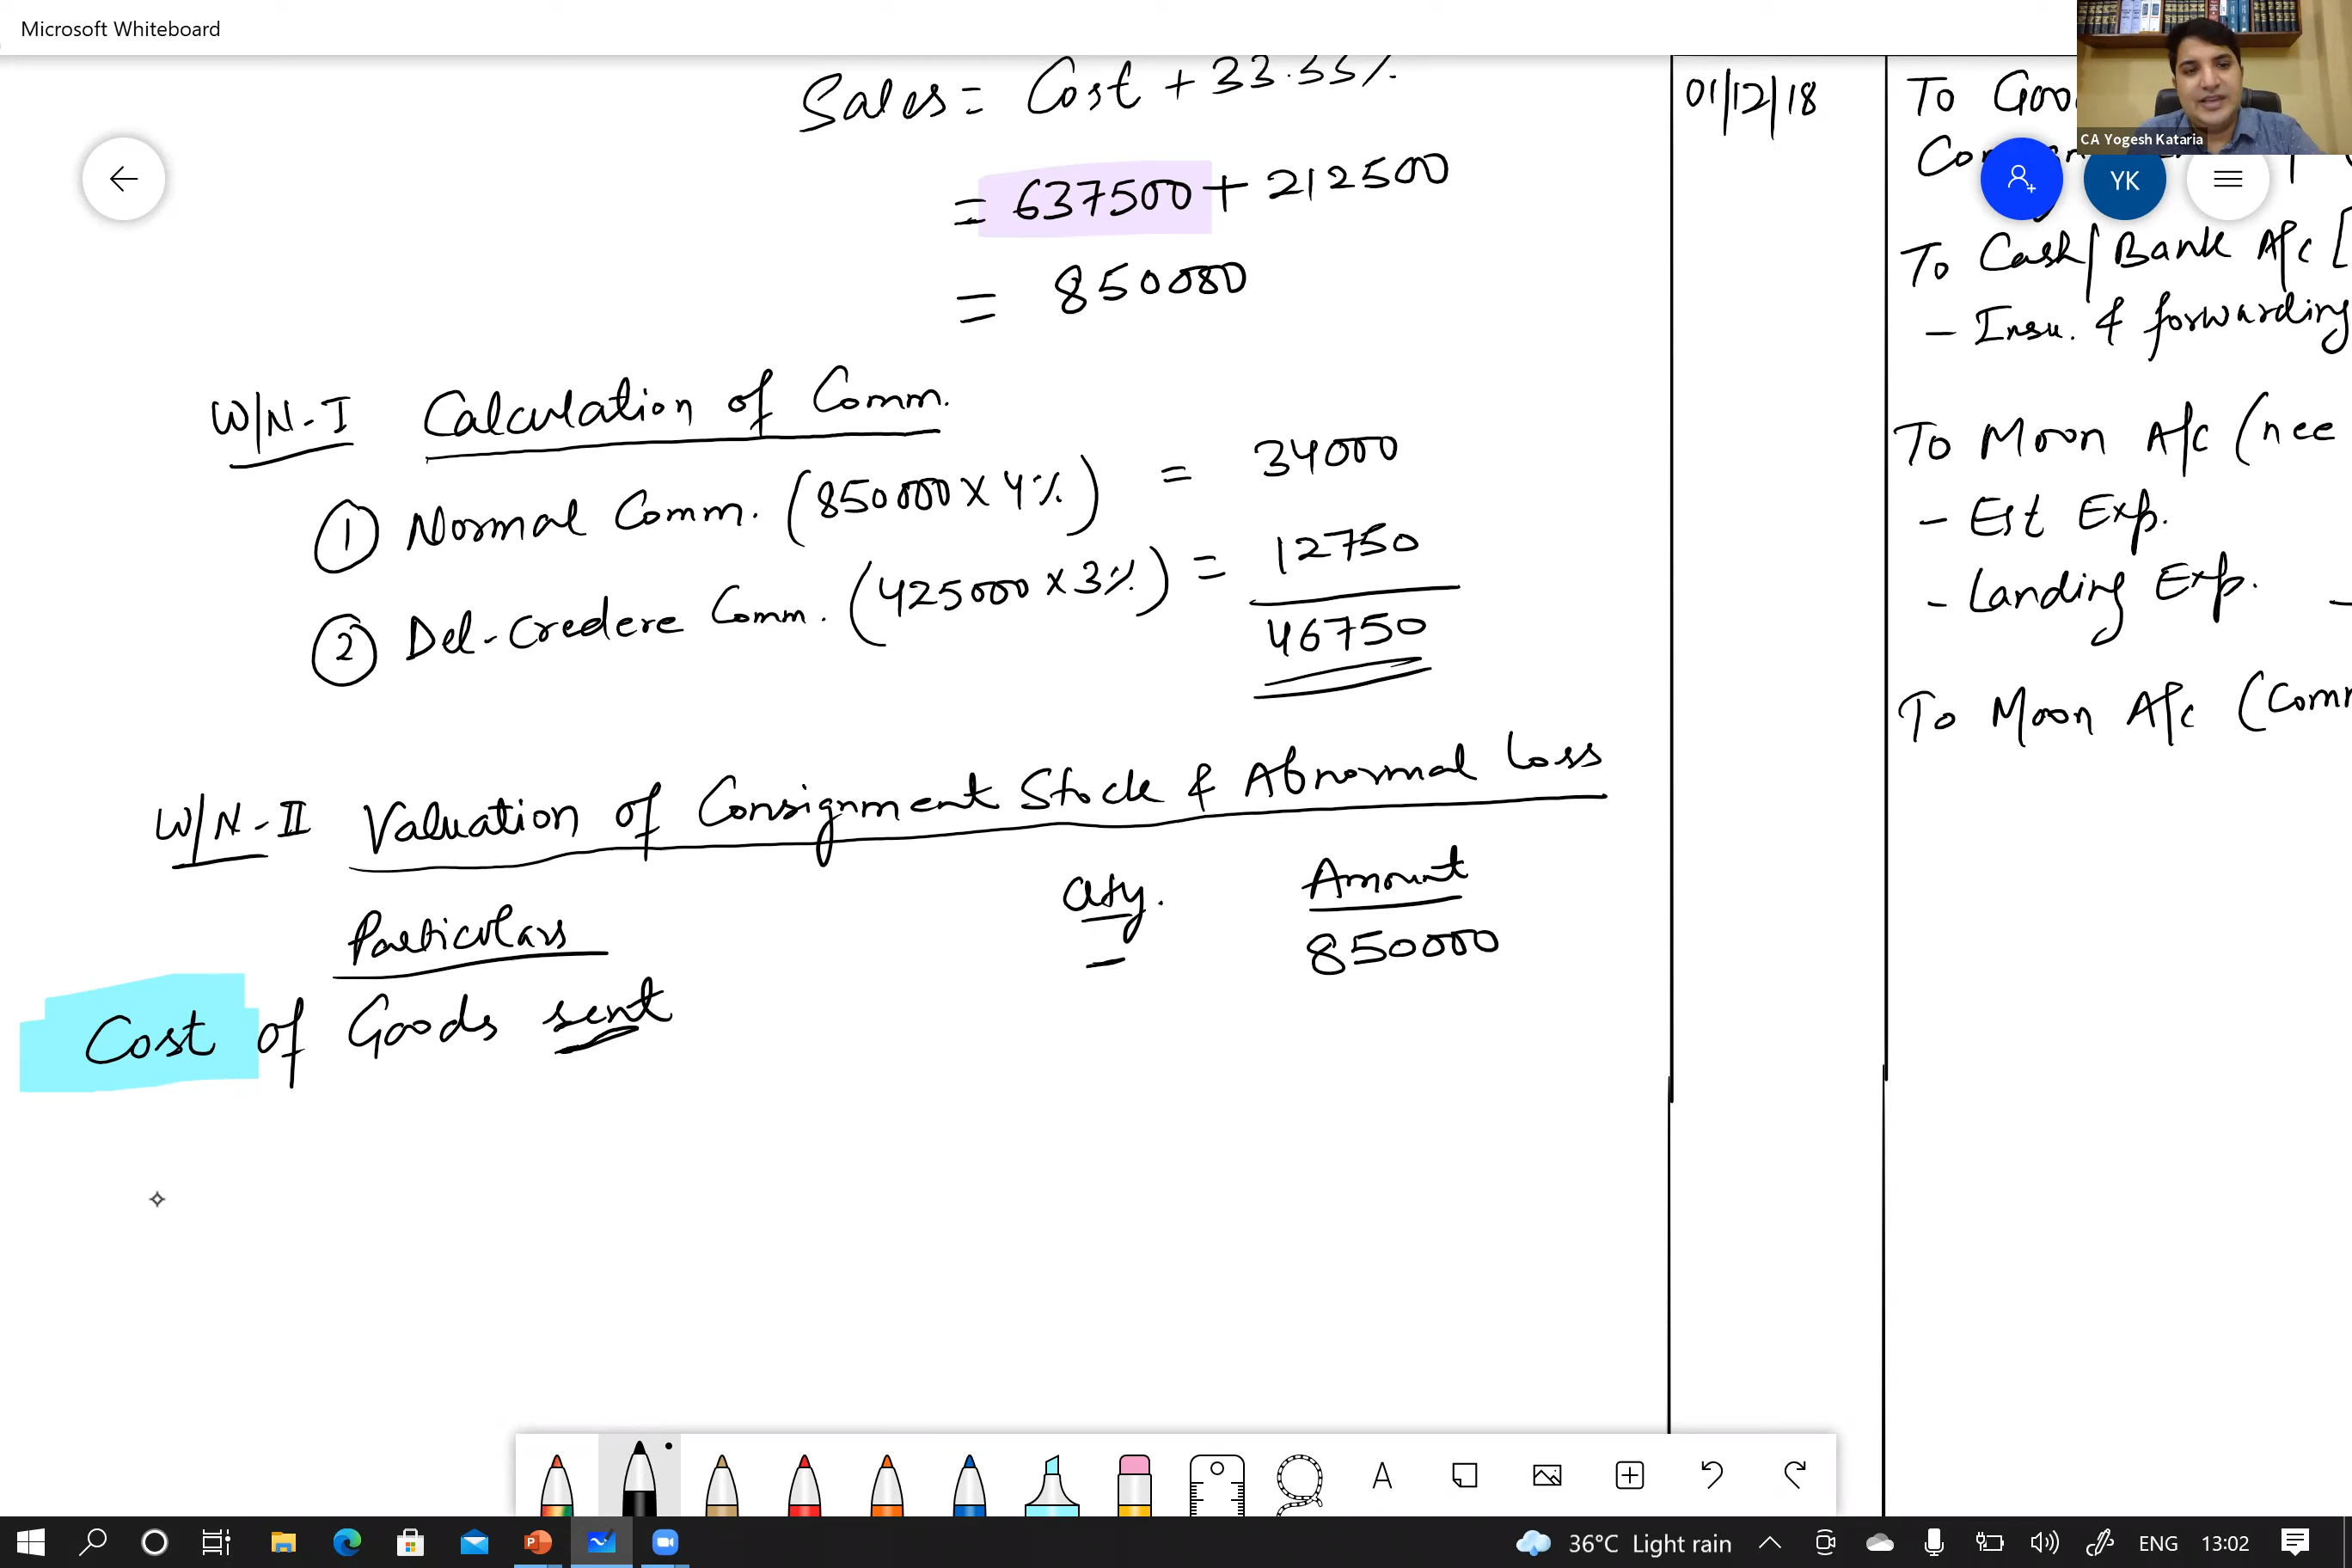 Microsoft Whiteboard
Sales = Cost + 33.33%
= 637500 + 212500
= 850000
W/N-I Calculation of Comm.
① Normal Comm. (850000 x 4%) = 34000
② Del-Credere Comm. (425000 x 3%) = 12750
46750
W/N-II Valuation of Consignment Stock & Abnormal Loss
Particulars Qty. Amount
Cost of Goods sent - 850000
01/12/18 To Goo
Con
To Cash/Bank A/c [
- Insu. & forwarding
To Moon A/c (nee
- Est Exp.
- Landing Exp. -
To Moon A/c (Comm
CA Yogesh Kataria
YK
A
36°C Light rain
ENG
13:02